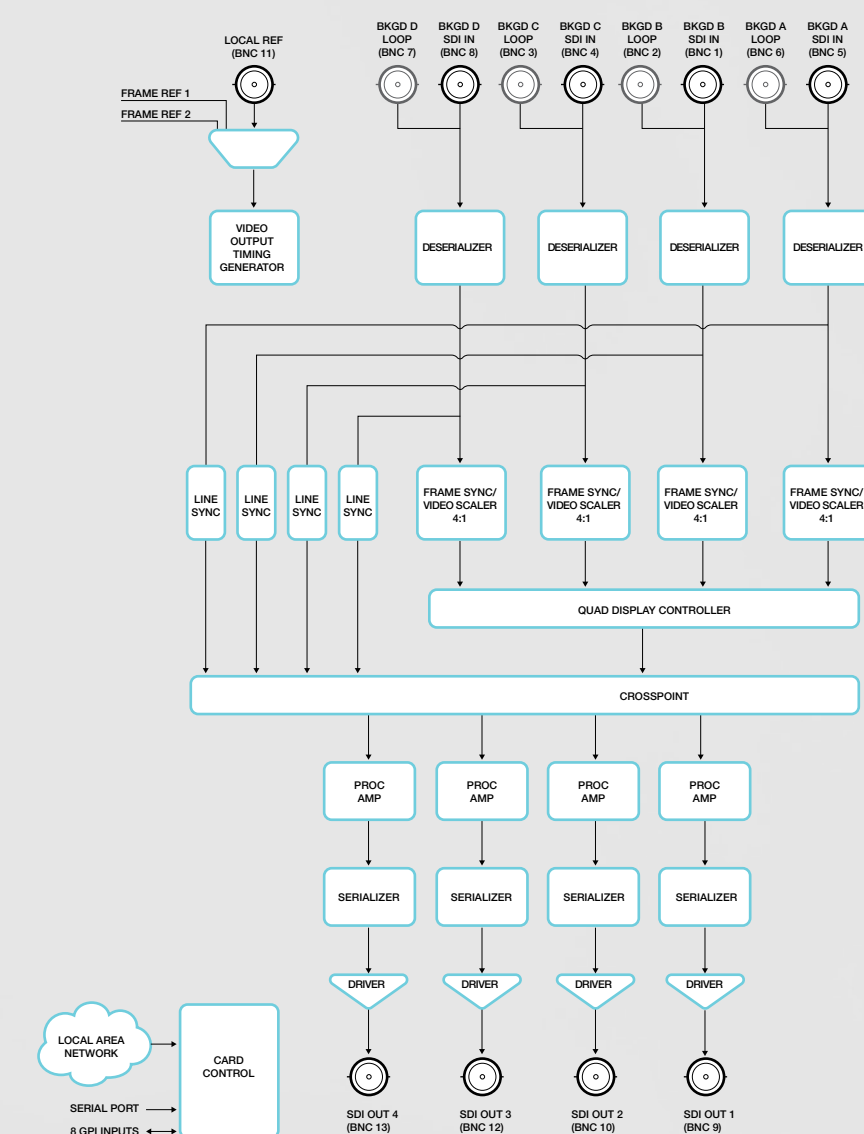 LOCAL REF
(BNC 11)
BKGD D
LOOP
(BNC 7)
BKGD D
SDI IN
(BNC 8)
BKGD C
LOOP
(BNC 3)
BKGD C
SDI IN
(BNC 4)
BKGD B
LOOP
(BNC 2)
BKGD B
SDI IN
(BNC 1)
BKGD A
LOOP
(BNC 6)
BKGD A
SDI IN
(BNC 5)
FRAME REF 1
FRAME REF 2
VIDEO
OUTPUT
TIMING
GENERATOR
DESERIALIZER
DESERIALIZER
DESERIALIZER
DESERIALIZER
LINE
SYNC
LINE
SYNC
LINE
SYNC
LINE
SYNC
FRAME SYNC/
VIDEO SCALER
4:1
FRAME SYNC/
VIDEO SCALER
4:1
FRAME SYNC/
VIDEO SCALER
4:1
FRAME SYNC/
VIDEO SCALER
4:1
QUAD DISPLAY CONTROLLER
CROSSPOINT
PROC
AMP
PROC
AMP
PROC
AMP
PROC
AMP
SERIALIZER
SERIALIZER
SERIALIZER
SERIALIZER
DRIVER
DRIVER
DRIVER
DRIVER
LOCAL AREA
NETWORK
CARD
CONTROL
SERIAL PORT
8 GPI INPUTS
SDI OUT 4
(BNC 13)
SDI OUT 3
(BNC 12)
SDI OUT 2
(BNC 10)
SDI OUT 1
(BNC 9)